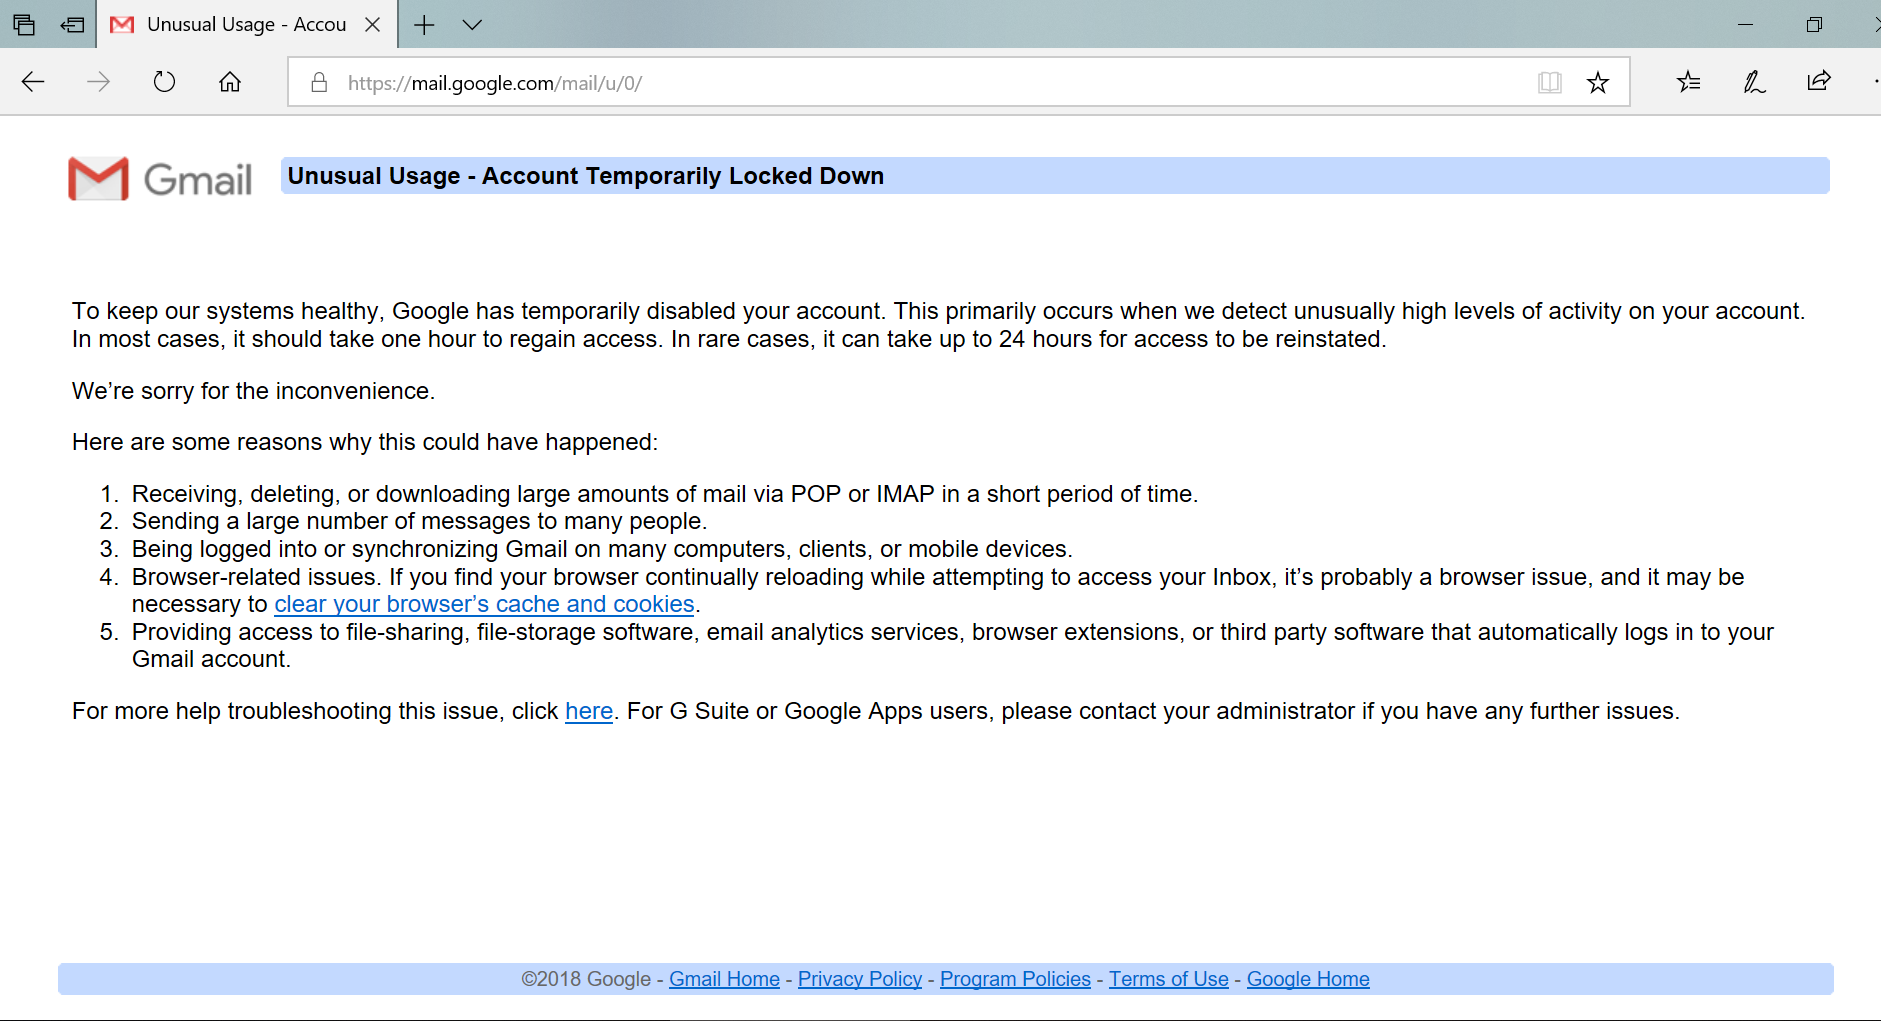 Unusual Usage - Accou
https://mail.google.com/mail/u/0/
Gmail
Unusual Usage - Account Temporarily Locked Down
To keep our systems healthy, Google has temporarily disabled your account. This primarily occurs when we detect unusually high levels of activity on your account.
In most cases, it should take one hour to regain access. In rare cases, it can take up to 24 hours for access to be reinstated.
We’re sorry for the inconvenience.
Here are some reasons why this could have happened:
1. Receiving, deleting, or downloading large amounts of mail via POP or IMAP in a short period of time.
2. Sending a large number of messages to many people.
3. Being logged into or synchronizing Gmail on many computers, clients, or mobile devices.
4. Browser-related issues. If you find your browser continually reloading while attempting to access your Inbox, it’s probably a browser issue, and it may be
necessary to clear your browser’s cache and cookies.
5. Providing access to file-sharing, file-storage software, email analytics services, browser extensions, or third party software that automatically logs in to your
Gmail account.
For more help troubleshooting this issue, click here. For G Suite or Google Apps users, please contact your administrator if you have any further issues.
©2018 Google - Gmail Home - Privacy Policy - Program Policies - Terms of Use - Google Home